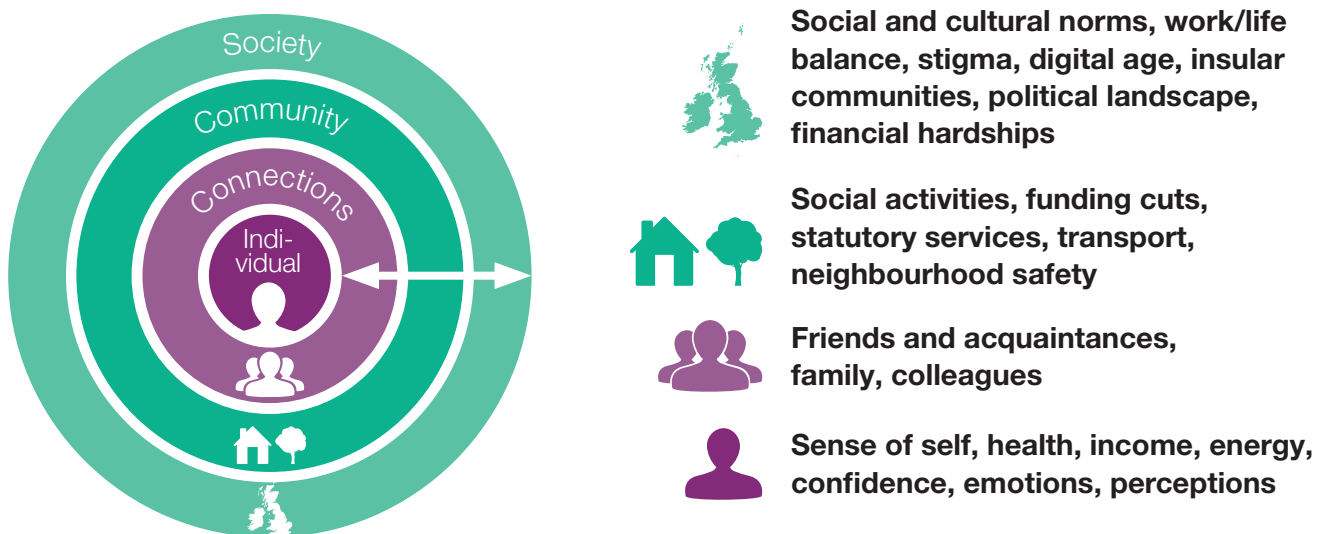 Society
Community
Connections
Indi-
vidual
Social and cultural norms, work/life
balance, stigma, digital age, insular
communities, political landscape,
financial hardships
Social activities, funding cuts,
statutory services, transport,
neighbourhood safety
Friends and acquaintances,
family, colleagues
Sense of self, health, income, energy,
confidence, emotions, perceptions